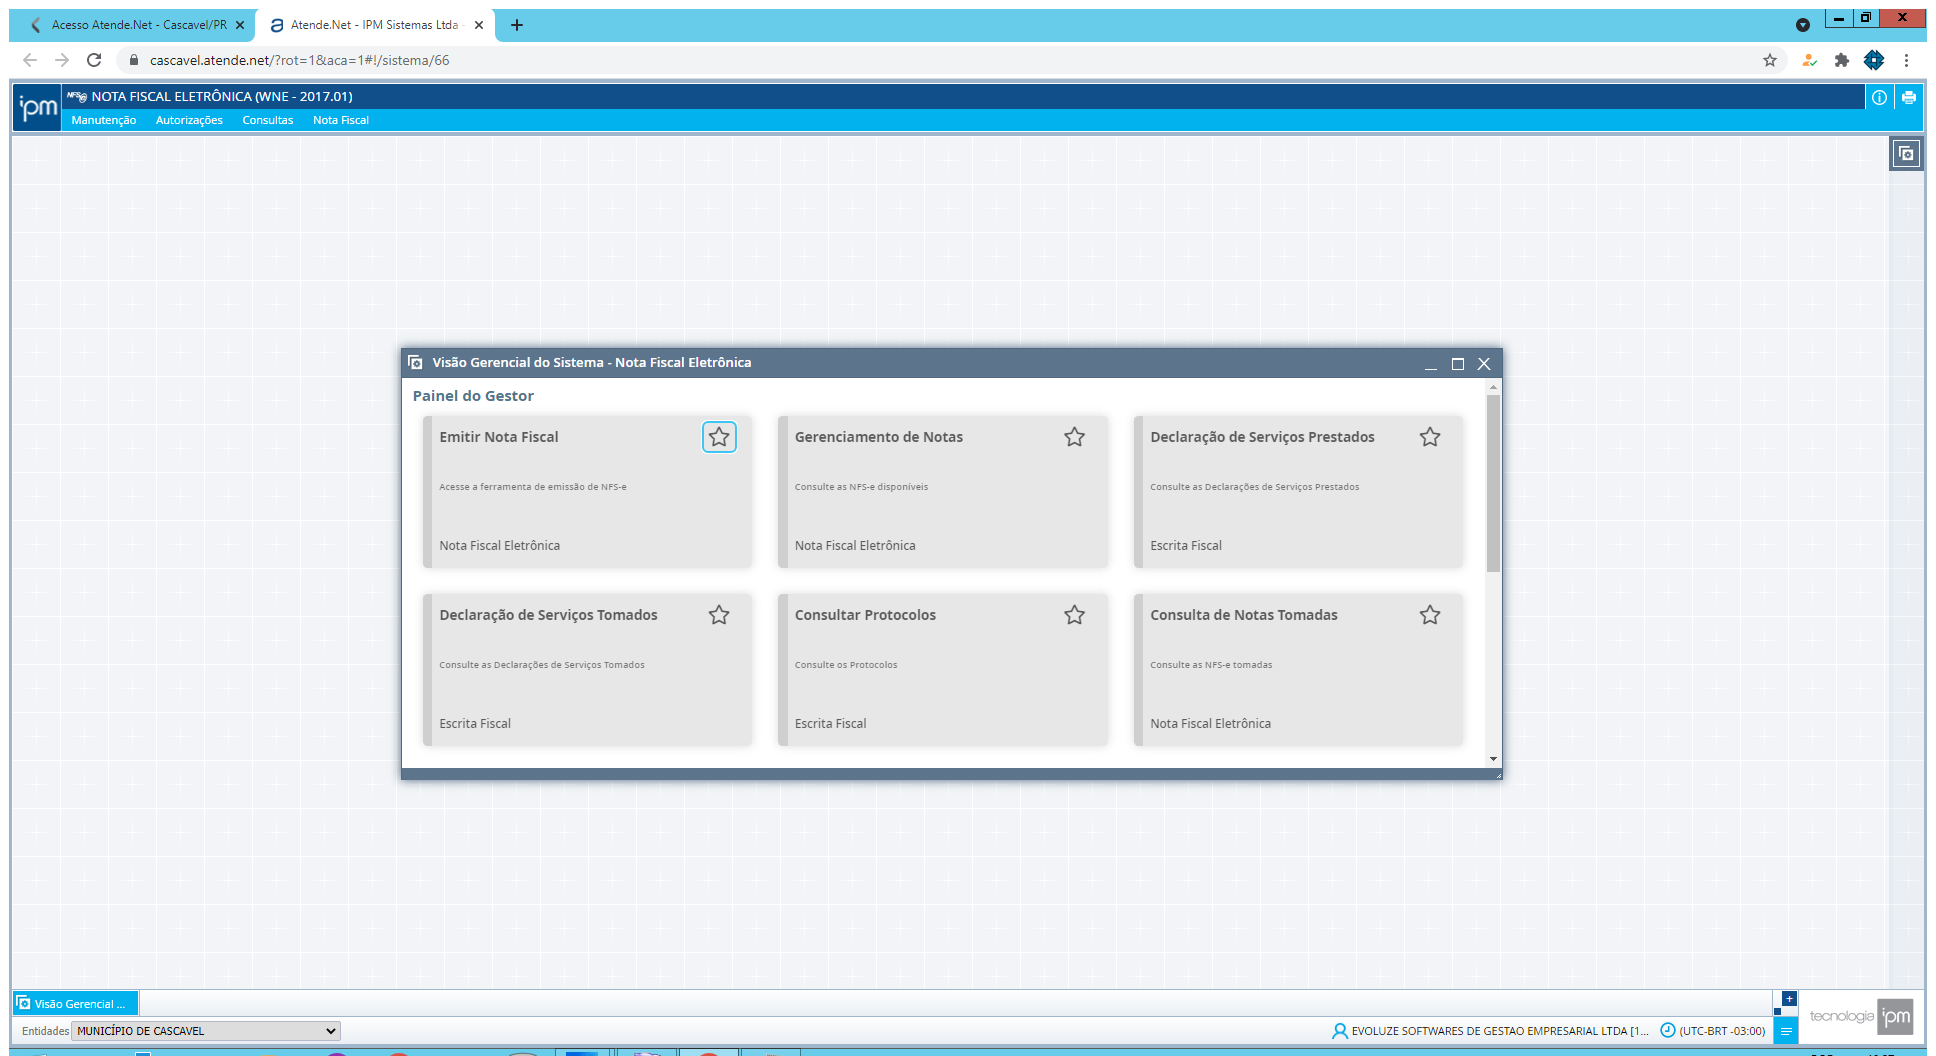 Acesso Atende.Net - Cascavel/PR
Atende.Net - IPM Sistemas Ltda -
cascavel.atende.net/?rot=1&aca=1#!/sistema/66
ipm
NFSe NOTA FISCAL ELETRÔNICA (WNE - 2017.01)
Manutenção Autorizações Consultas Nota Fiscal
Visão Gerencial do Sistema - Nota Fiscal Eletrônica
Painel do Gestor
Emitir Nota Fiscal
Acesse a ferramenta de emissão de NFS-e
Nota Fiscal Eletrônica
Gerenciamento de Notas
Consulte as NFS-e disponíveis
Nota Fiscal Eletrônica
Declaração de Serviços Prestados
Consulte as Declarações de Serviços Prestados
Escrita Fiscal
Declaração de Serviços Tomados
Consulte as Declarações de Serviços Tomados
Escrita Fiscal
Consultar Protocolos
Consulte os Protocolos
Escrita Fiscal
Consulta de Notas Tomadas
Consulte as NFS-e tomadas
Nota Fiscal Eletrônica
Visão Gerencial ...
Entidades MUNICÍPIO DE CASCAVEL
EVOLUZE SOFTWARES DE GESTAO EMPRESARIAL LTDA [1... (UTC-BRT -03:00)
tecnologia ipm